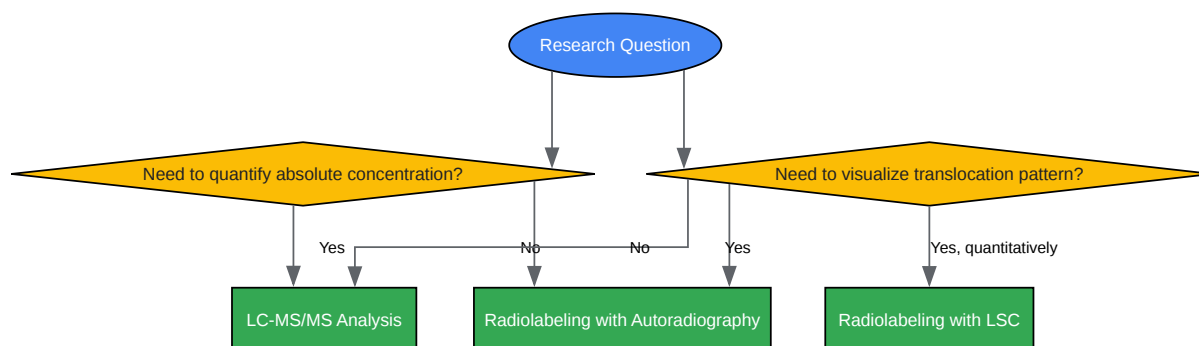 Research Question
Need to quantify absolute concentration?
Need to visualize translocation pattern?
Yes
No
No
Yes
Yes, quantitatively
LC-MS/MS Analysis
Radiolabeling with Autoradiography
Radiolabeling with LSC